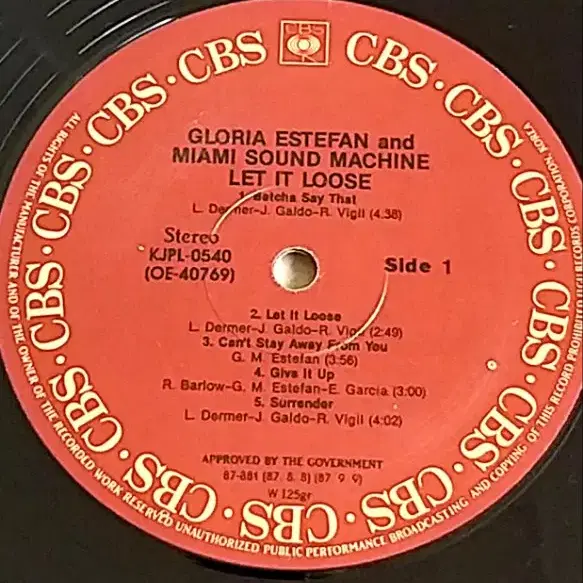 CBS
CBS · CBS · CBS · CBS · CBS · CBS · CBS · CBS · CBS · CBS · CBS · CBS
GLORIA ESTEFAN and
MIAMI SOUND MACHINE
LET IT LOOSE
1. Betcha Say That
L. Dermer-J. Galdo-R. Vigil (4:38)
Stereo
KJPL-0540
(OE-40769)
Side 1
2. Let It Loose
L. Dermer-J. Galdo-R. Vigil (2:49)
3. Can't Stay Away From You
G. M. Estefan (3:56)
4. Give It Up
R. Barlow-G. M. Estefan-E. Garcia (3:00)
5. Surrender
L. Dermer-J. Galdo-R. Vigil (4:02)
APPROVED BY THE GOVERNMENT
87-881 (87. 8. 8) (87. 9. 9)
W 125gr
ALL RIGHTS OF THE MANUFACTURER AND OF THE OWNER OF THE RECORDED WORK RESERVED UNAUTHORIZED PUBLIC PERFORMANCE BROADCASTING AND COPYING OF THIS RECORD PROHIBITED RECORDS CORPORATION, KOREA